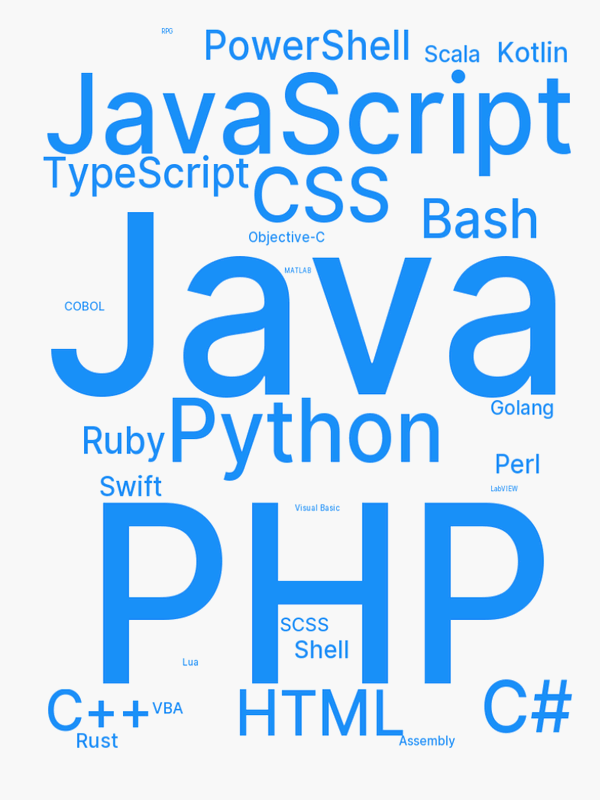 RPG
PowerShell
Scala
Kotlin
JavaScript
TypeScript
CSS
Bash
Objective-C
MATLAB
Java
COBOL
Golang
Python
Ruby
Perl
Swift
LabVIEW
Visual Basic
PHP
SCSS
Shell
Lua
C++
VBA
HTML
C#
Rust
Assembly